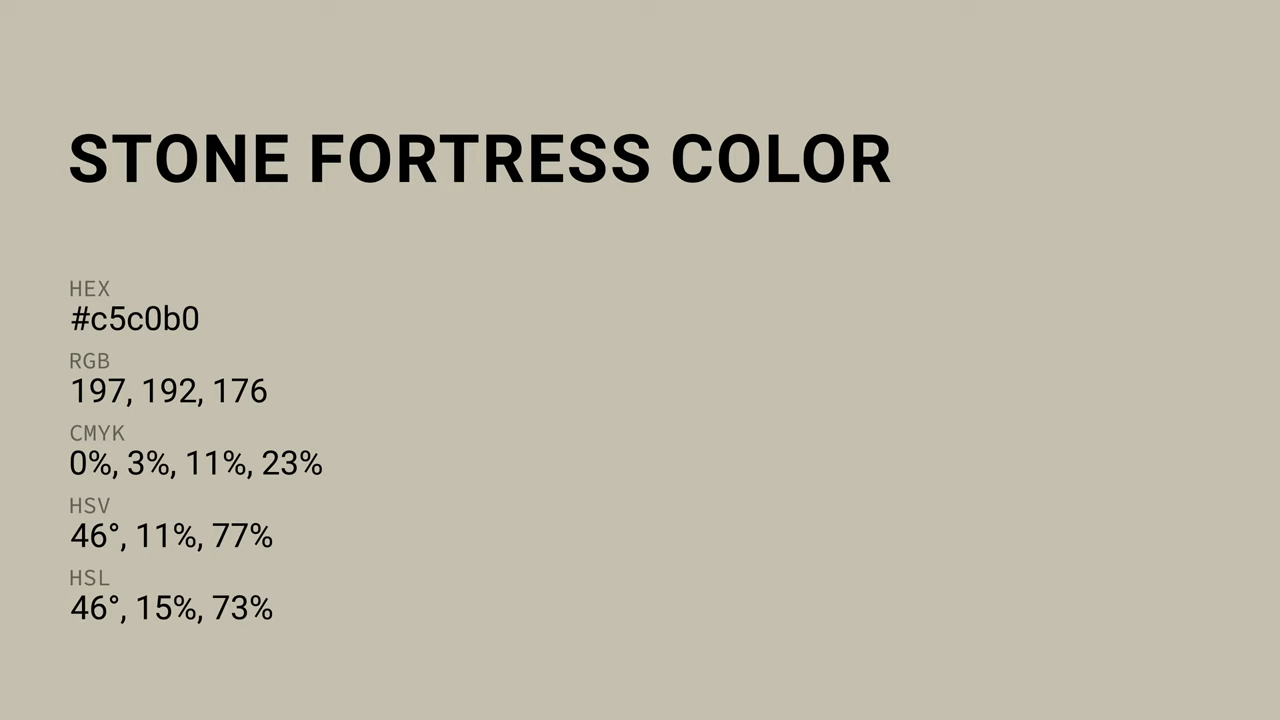 STONE FORTRESS COLOR
HEX
#c5c0b0
RGB
197, 192, 176
CMYK
0%, 3%, 11%, 23%
HSV
46°, 11%, 77%
HSL
46°, 15%, 73%